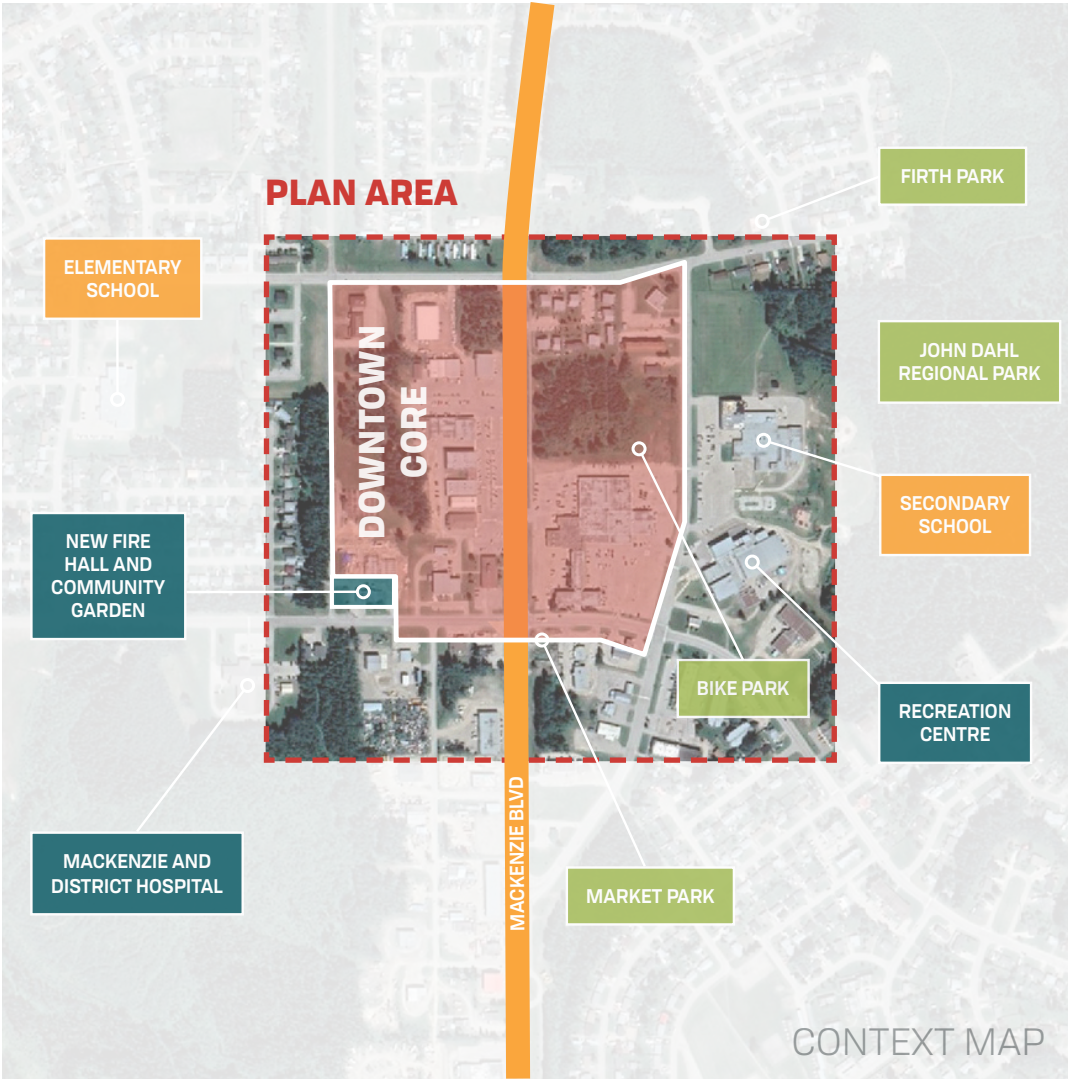 PLAN AREA
FIRTH PARK
ELEMENTARY
SCHOOL
JOHN DAHL
REGIONAL PARK
DOWNTOWN
CORE
SECONDARY
SCHOOL
NEW FIRE
HALL AND
COMMUNITY
GARDEN
BIKE PARK
RECREATION
CENTRE
MACKENZIE AND
DISTRICT HOSPITAL
MACKENZIE BLVD
MARKET PARK
CONTEXT MAP